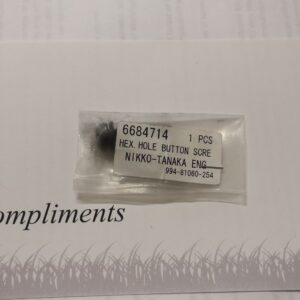 6684714 1 PCS
HEX. HOLE BUTTON SCRE
NIKKO-TANAKA ENG
994-81060-254
ompliments